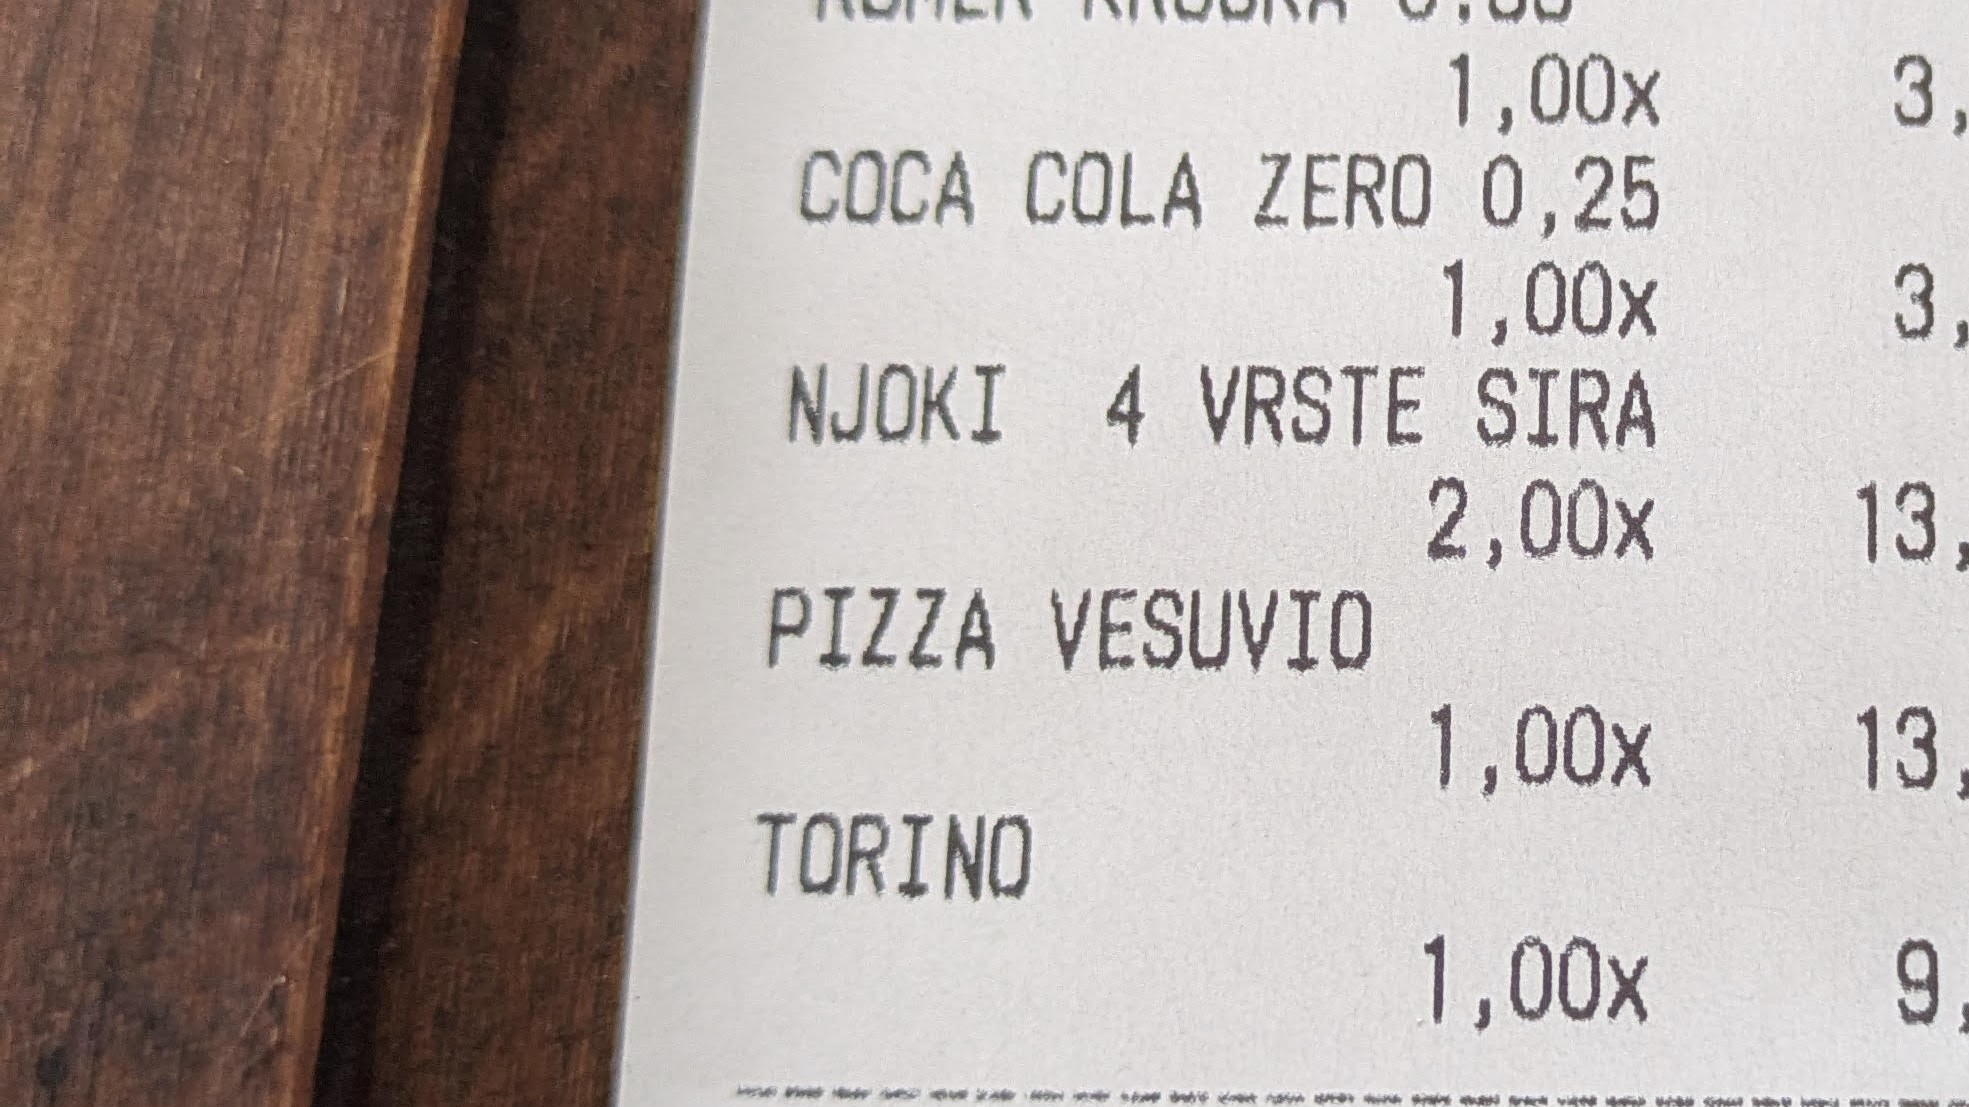 1,00x 3,
COCA COLA ZERO 0,25
1,00x 3,
NJOKI 4 VRSTE SIRA
2,00x 13,
PIZZA VESUVIO
1,00x 13,
TORINO
1,00x 9,